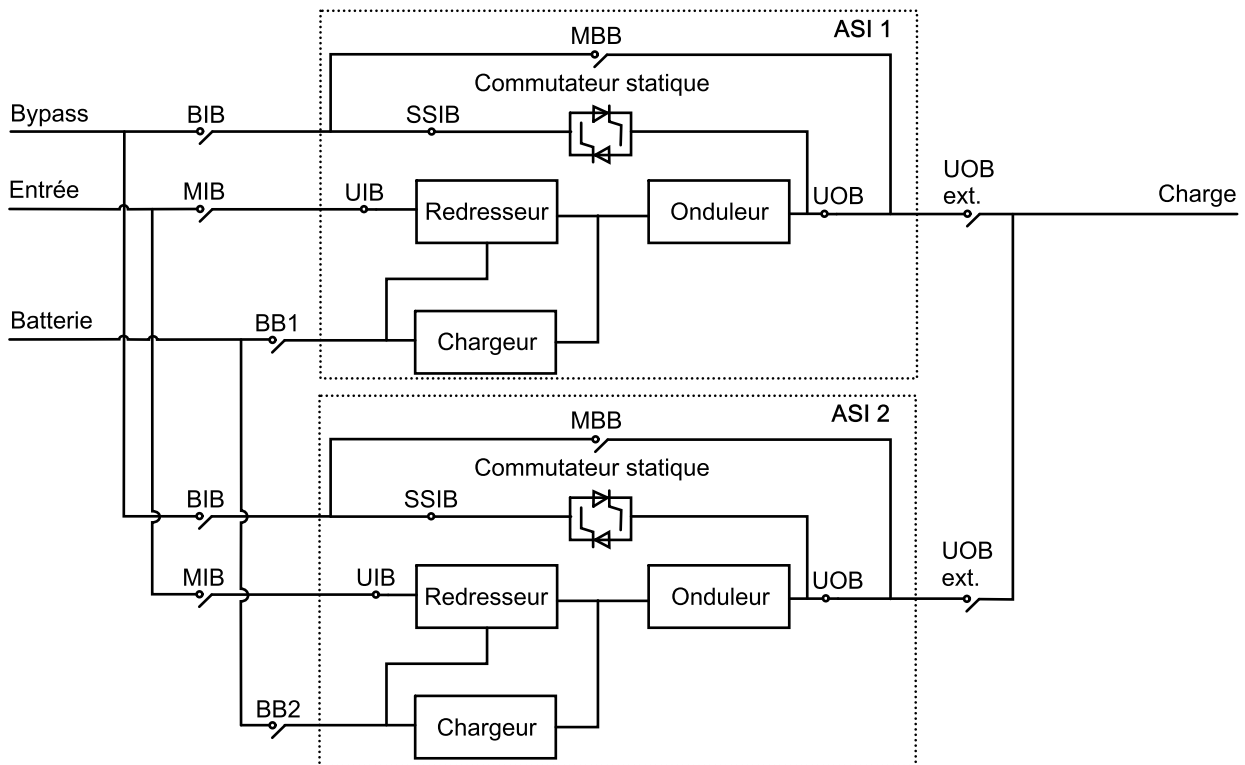 ASI 1
MBB
Commutateur statique
Bypass
BIB
SSIB
Entrée
MIB
UIB
Redresseur
Onduleur
UOB
UOB
ext.
Charge
Batterie
BB1
Chargeur
ASI 2
MBB
Commutateur statique
BIB
SSIB
MIB
UIB
Redresseur
Onduleur
UOB
UOB
ext.
BB2
Chargeur